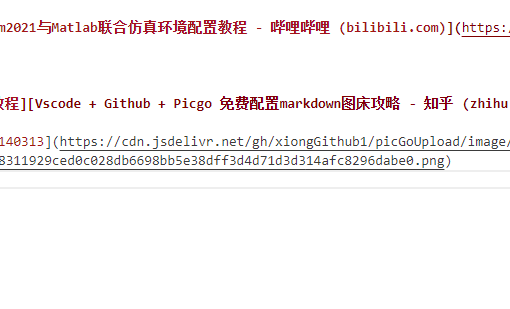 m2021与Matlab联合仿真环境配置教程 - 哔哩哔哩 (bilibili.com)](https:
教程][Vscode + Github + Picgo 免费配置markdown图床攻略 - 知乎 (zhihu
140313](https://cdn.jsdelivr.net/gh/xiongGithub1/picGoUpload/image/
8311929ced0c028db6698bb5e38dff3d4d71d3d314afc8296dabe0.png)